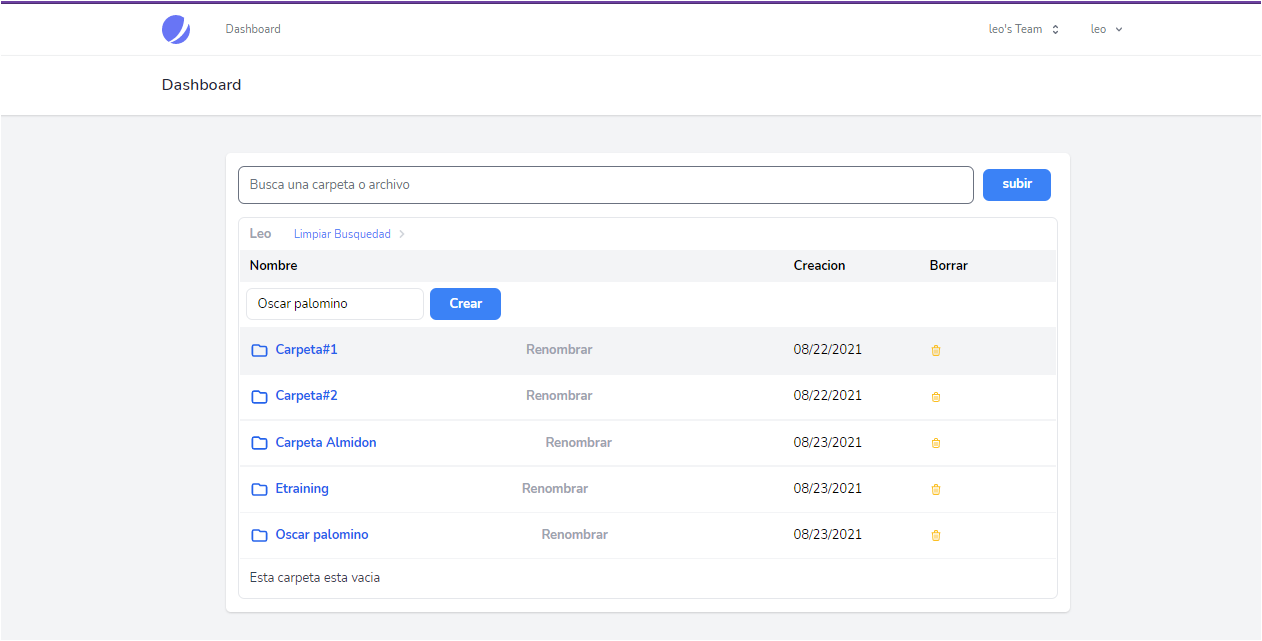 Dashboard leo's Team leo
Dashboard
Busca una carpeta o archivo subir
Leo Limpiar Busquedad
Nombre Creacion Borrar
Oscar palomino Crear
Carpeta#1 Renombrar 08/22/2021
Carpeta#2 Renombrar 08/22/2021
Carpeta Almidon Renombrar 08/23/2021
Etraining Renombrar 08/23/2021
Oscar palomino Renombrar 08/23/2021
Esta carpeta esta vacia